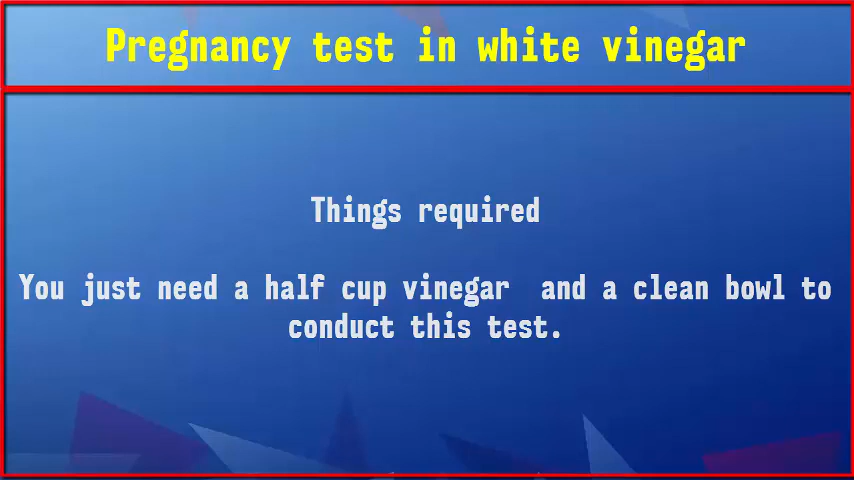 Pregnancy test in white vinegar
Things required
You just need a half cup vinegar  and a clean bowl to
conduct this test.